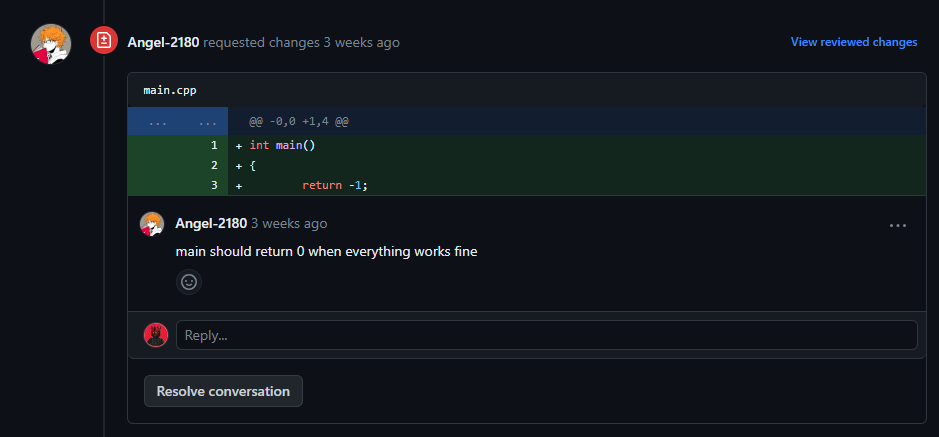 Angel-2180 requested changes 3 weeks ago View reviewed changes
main.cpp
... ... @@ -0,0 +1,4 @@
1 + int main()
2 + {
3 + return -1;
Angel-2180 3 weeks ago ...
main should return 0 when everything works fine
Reply...
Resolve conversation